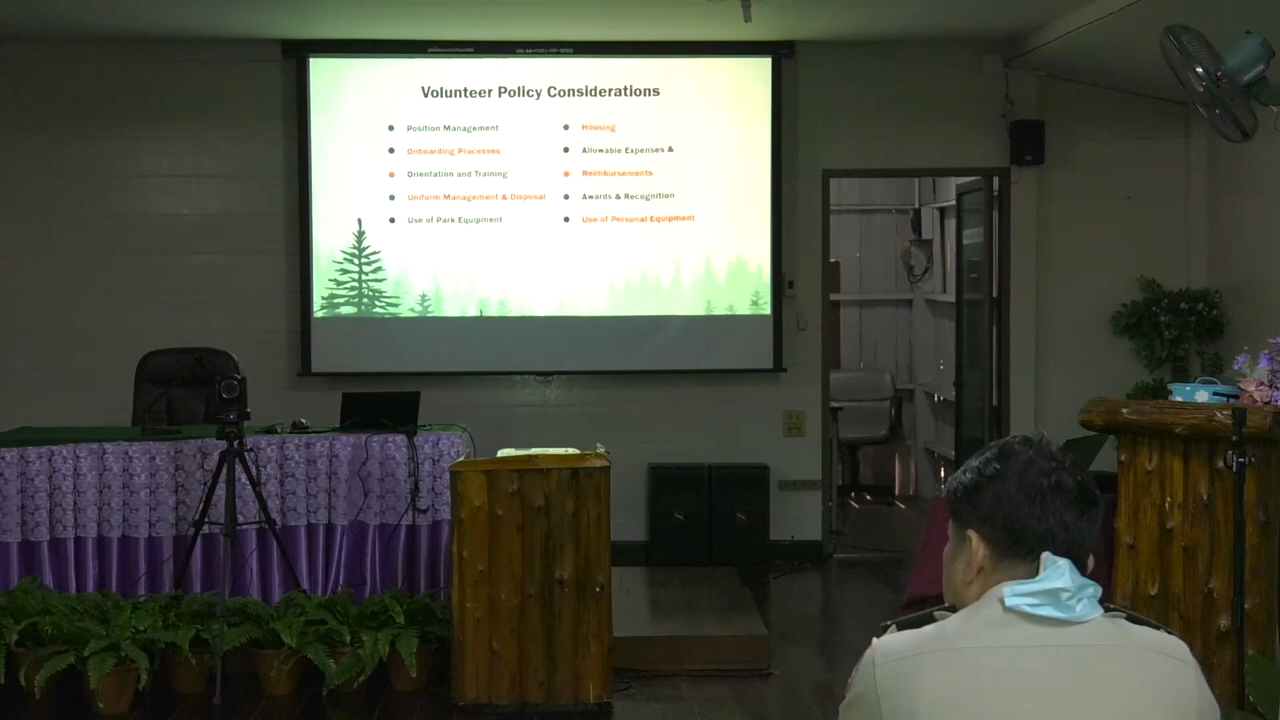 Volunteer Policy Considerations
Position Management
Onboarding Processes
Orientation and Training
Uniform Management & Disposal
Use of Park Equipment
Housing
Allowable Expenses &
Reimbursements
Awards & Recognition
Use of Personal Equipment